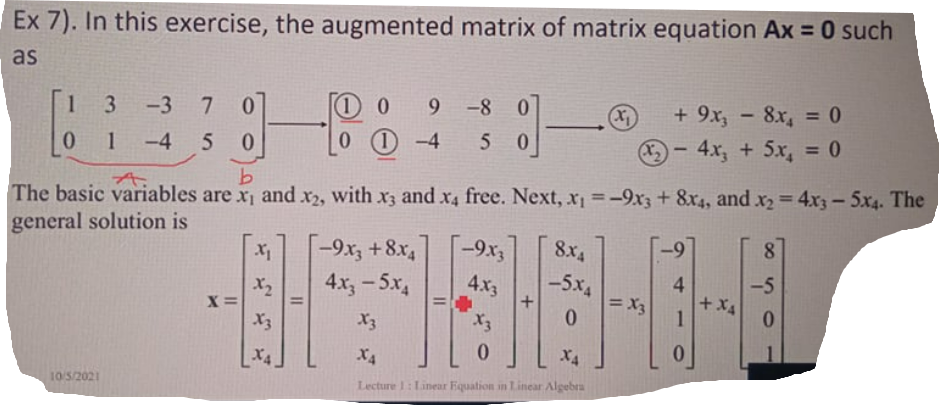 Ex 7). In this exercise, the augmented matrix of matrix equation Ax = 0 such
as
[1 3 −3 7 0] [1 0 9 −8 0] x₁ + 9x₃ − 8x₄ = 0
[0 1 −4 5 0] [0 1 −4 5 0] x₂ − 4x₃ + 5x₄ = 0
A b
The basic variables are x₁ and x₂, with x₃ and x₄ free. Next, x₁ = −9x₃ + 8x₄, and x₂ = 4x₃ − 5x₄. The
general solution is
x = [x₁ x₂ x₃ x₄] = [−9x₃ + 8x₄ 4x₃ − 5x₄ x₃ x₄] = [−9x₃ 4x₃ x₃ 0] + [8x₄ −5x₄ 0 x₄] = x₃ [−9 4 1 0] + x₄ [8 −5 0 1]
10/5/2021
Lecture 1 : Linear Equation in Linear Algebra